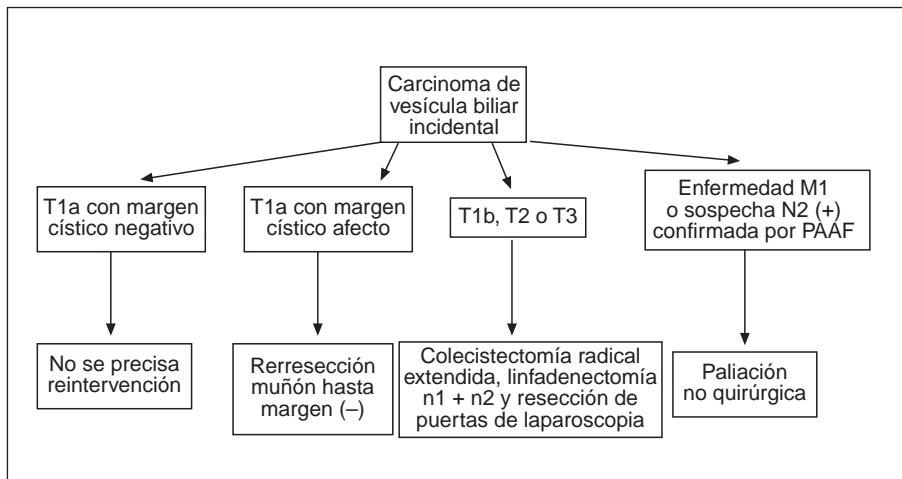 Carcinoma de
vesícula biliar
incidental
T1a con margen
cístico negativo
T1a con margen
cístico afecto
T1b, T2 o T3
Enfermedad M1
o sospecha N2 (+)
confirmada por PAAF
No se precisa
reintervención
Rerresección
muñón hasta
margen (–)
Colecistectomía radical
extendida, linfadenectomía
n1 + n2 y resección de
puertas de laparoscopia
Paliación
no quirúrgica